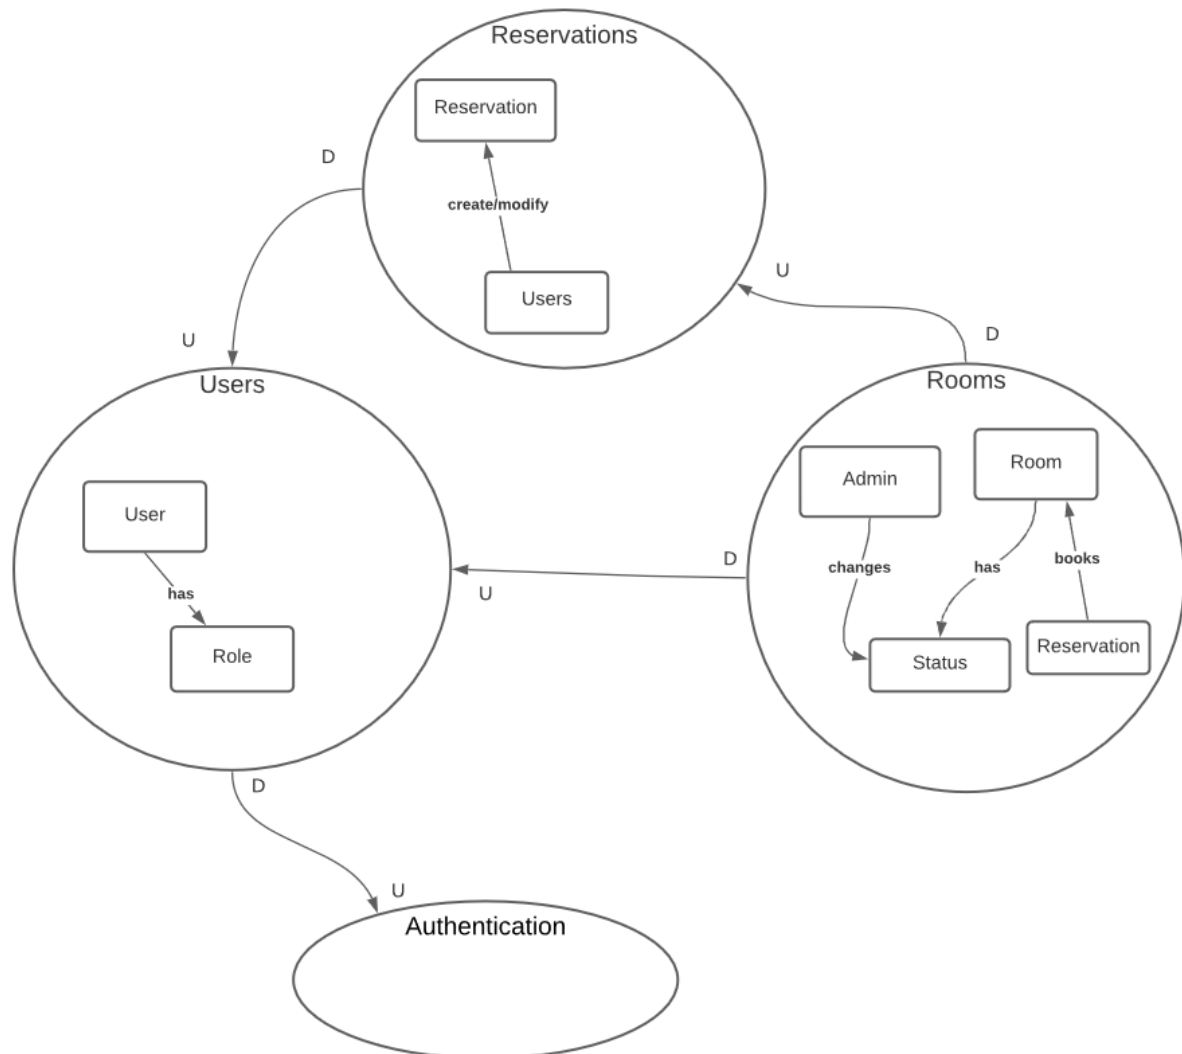 Reservations
Reservation
D
create/modify
U
Users
D
U
Users
Rooms
Room
Admin
User
D
changes
has
books
U
has
Reservation
Role
Status
D
U
Authentication